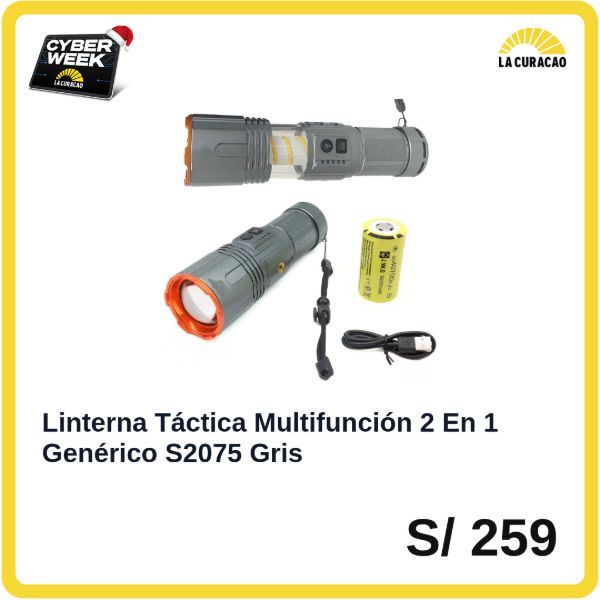 CYBER
WEEK
LA CURACAO
LA CURACAO
Linterna Táctica Multifunción 2 En 1
Genérico S2075 Gris
S/ 259